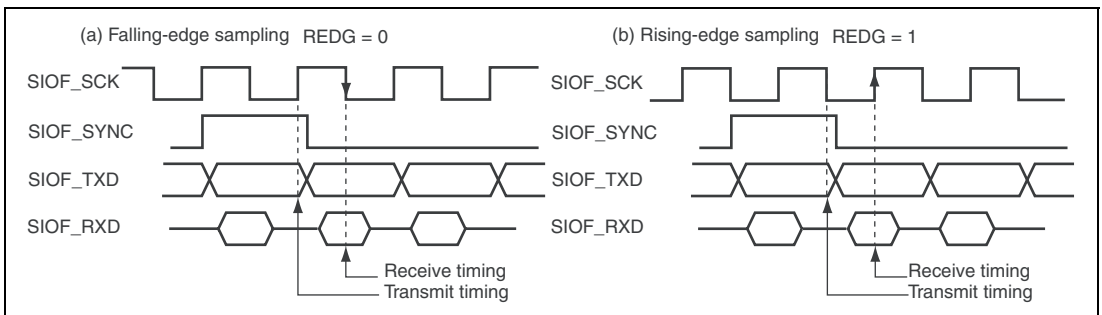 (a) Falling-edge sampling REDG = 0
SIOF_SCK
SIOF_SYNC
SIOF_TXD
SIOF_RXD
Receive timing
Transmit timing
(b) Rising-edge sampling REDG = 1
SIOF_SCK
SIOF_SYNC
SIOF_TXD
SIOF_RXD
Receive timing
Transmit timing